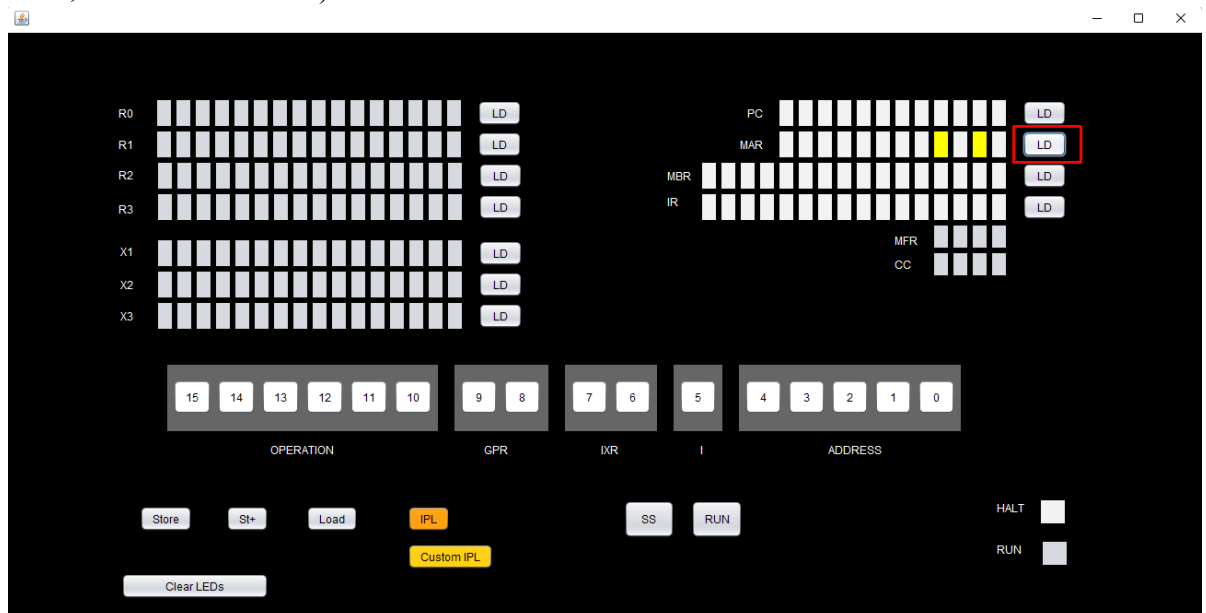 R0 LD PC LD
R1 LD MAR LD
R2 LD MBR LD
R3 LD IR LD
MFR
X1 LD CC
X2 LD
X3 LD
15 14 13 12 11 10 9 8 7 6 5 4 3 2 1 0
OPERATION GPR IXR I ADDRESS
Store St+ Load IPL SS RUN HALT
Custom IPL RUN
Clear LEDs